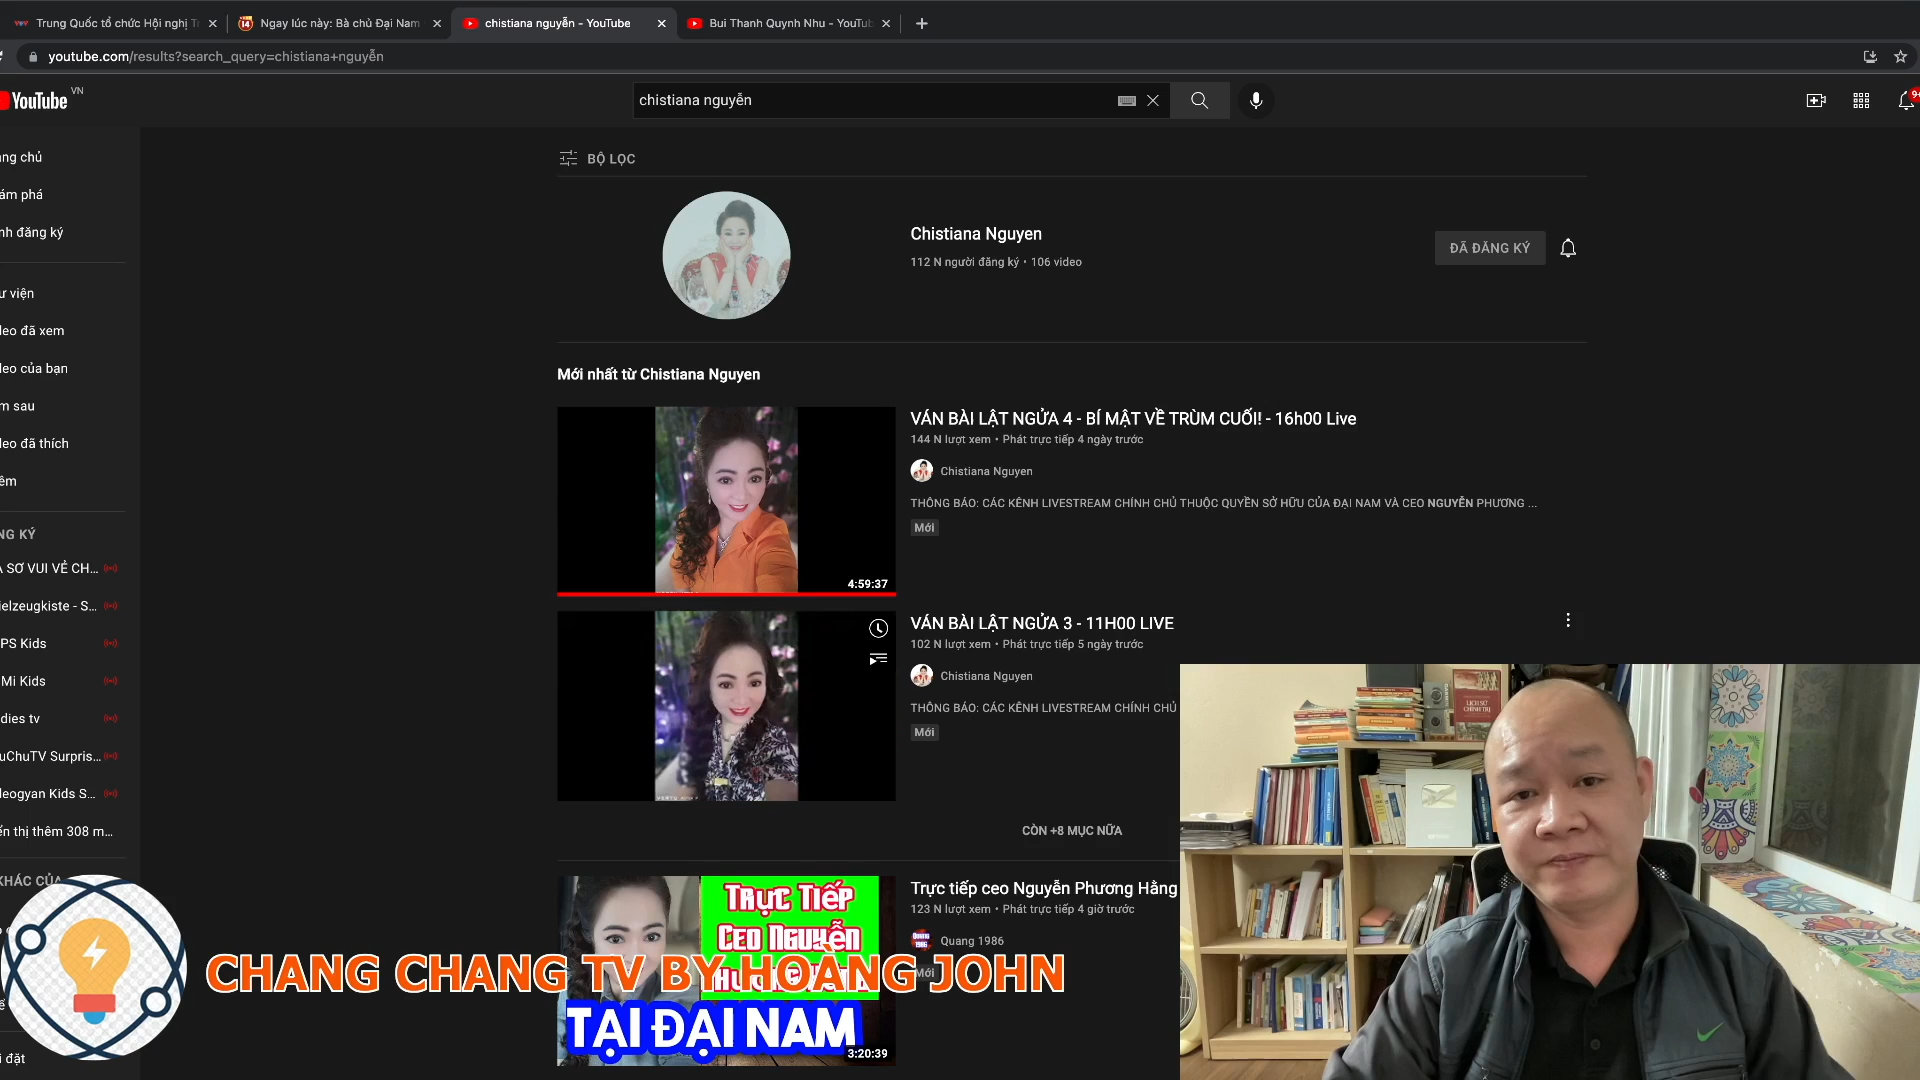 Trung Quốc tổ chức Hội nghị
Ngay lúc này: Bà chủ Đại Nam
chistiana nguyễn - YouTube
Bui Thanh Quynh Nhu - YouTub
youtube.com/results?search_query=chistiana+nguyễn
YouTube VN
chistiana nguyễn
9+
ang chủ
ám phá
nh đăng ký
ư viện
deo đã xem
deo của bạn
m sau
deo đã thích
êm
NG KÝ
A SƠ VUI VẺ CH...
ielzeugkiste - S...
PS Kids
Mi Kids
dies tv
uChuTV Surpris...
deogyan Kids S...
ển thị thêm 308 m...
KHÁC CỦA
i đặt
BỘ LỌC
Chistiana Nguyen
112 N người đăng ký • 106 video
ĐÃ ĐĂNG KÝ
Mới nhất từ Chistiana Nguyen
4:59:37
VÁN BÀI LẬT NGỬA 4 - BÍ MẬT VỀ TRÙM CUỐI! - 16h00 Live
144 N lượt xem • Phát trực tiếp 4 ngày trước
Chistiana Nguyen
THÔNG BÁO: CÁC KÊNH LIVESTREAM CHÍNH CHỦ THUỘC QUYỀN SỞ HỮU CỦA ĐẠI NAM VÀ CEO NGUYỄN PHƯƠNG ...
Mới
VÁN BÀI LẬT NGỬA 3 - 11H00 LIVE
102 N lượt xem • Phát trực tiếp 5 ngày trước
Chistiana Nguyen
THÔNG BÁO: CÁC KÊNH LIVESTREAM CHÍNH CHỦ
Mới
CÒN +8 MỤC NỮA
Trực Tiếp
Ceo Nguyễn
TẠI ĐẠI NAM
3:20:39
Trực tiếp ceo Nguyễn Phương Hằng
123 N lượt xem • Phát trực tiếp 4 giờ trước
Quang 1986
Mới
CHANG CHANG TV BY HOÀNG JOHN
LỊCH SỬ
CHÍNH TRỊ